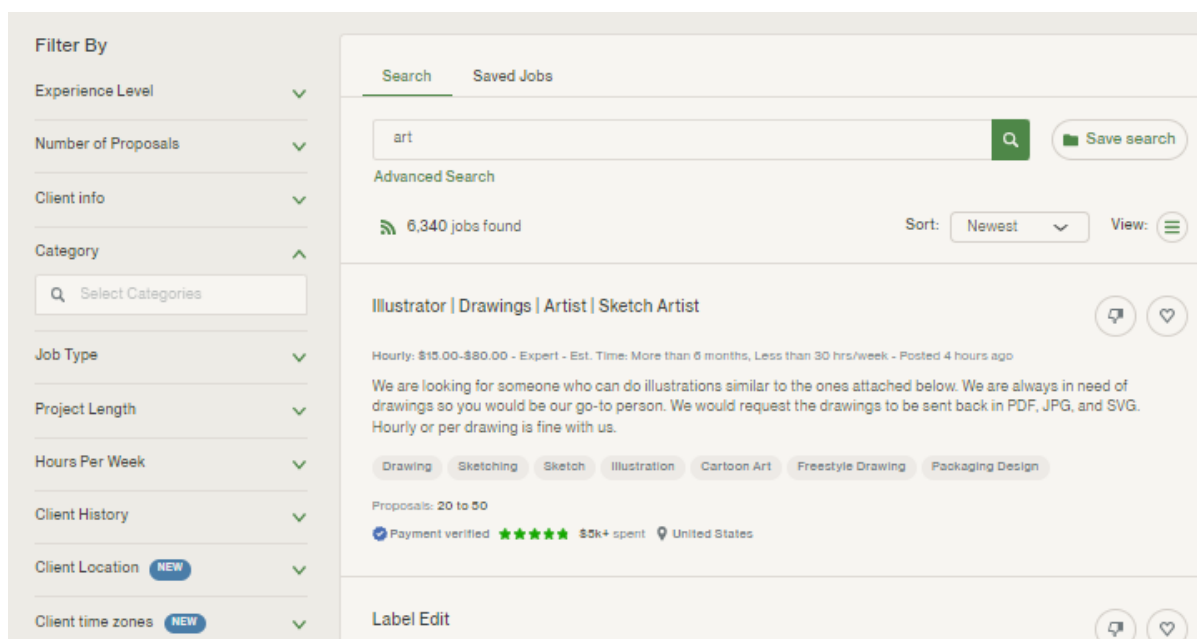 Filter By
Experience Level
Number of Proposals
Client info
Category
Select Categories
Job Type
Project Length
Hours Per Week
Client History
Client Location NEW
Client time zones NEW
Search Saved Jobs
art
Save search
Advanced Search
6,340 jobs found
Sort: Newest View:
Illustrator | Drawings | Artist | Sketch Artist
Hourly: $15.00-$80.00 - Expert - Est. Time: More than 6 months, Less than 30 hrs/week - Posted 4 hours ago
We are looking for someone who can do illustrations similar to the ones attached below. We are always in need of
drawings so you would be our go-to person. We would request the drawings to be sent back in PDF, JPG, and SVG.
Hourly or per drawing is fine with us.
Drawing Sketching Sketch Illustration Cartoon Art Freestyle Drawing Packaging Design
Proposals: 20 to 50
Payment verified $5k+ spent United States
Label Edit